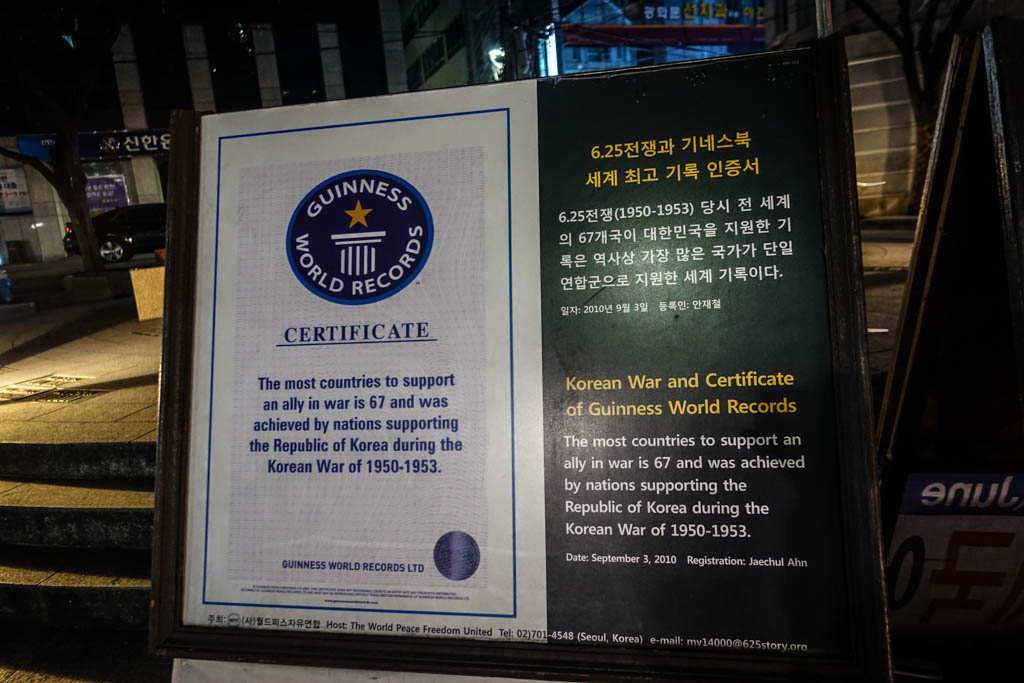 광화문선지과
신한은
GUINNESS
WORLD RECORDS
CERTIFICATE
The most countries to support
an ally in war is 67 and was
achieved by nations supporting
the Republic of Korea during the
Korean War of 1950-1953.
GUINNESS WORLD RECORDS LTD
6.25전쟁과 기네스북
세계 최고 기록 인증서
6.25전쟁(1950-1953) 당시 전 세계
의 67개국이 대한민국을 지원한 기
록은 역사상 가장 많은 국가가 단일
연합군으로 지원한 세계 기록이다.
일자: 2010년 9월 3일 등록인: 안재철
Korean War and Certificate
of Guinness World Records
The most countries to support an
ally in war is 67 and was achieved
by nations supporting the
Republic of Korea during the
Korean War of 1950-1953.
Date: September 3, 2010 Registration: Jaechul Ahn
주최: (사)월드피스자유연합 Host: The World Peace Freedom United Tel: 02)701-4548 (Seoul, Korea) e-mail: mv14000@625story.org
June